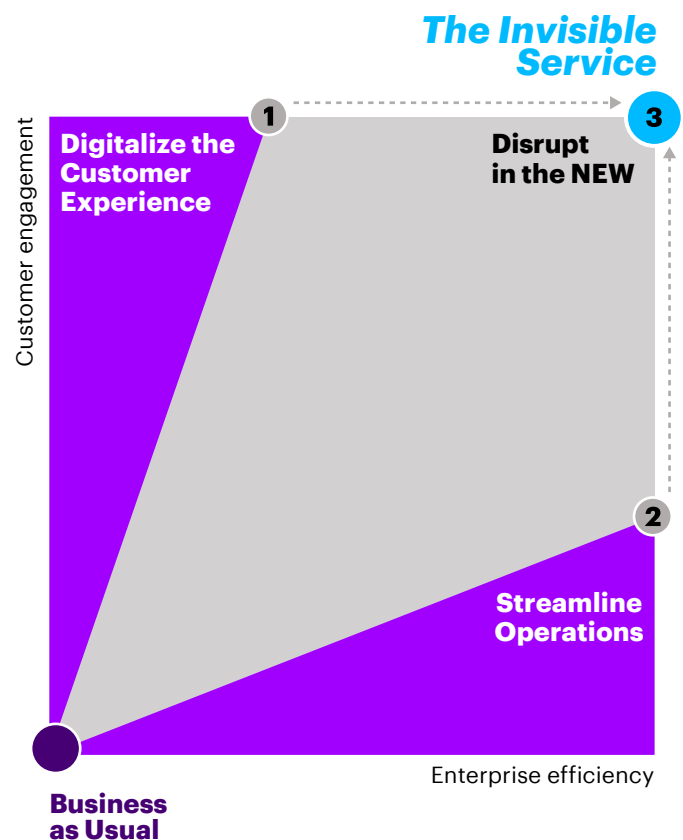 The Invisible
Service
1
3
Digitalize the
Customer
Experience
Disrupt
in the NEW
Customer engagement
2
Streamline
Operations
Enterprise efficiency
Business
as Usual